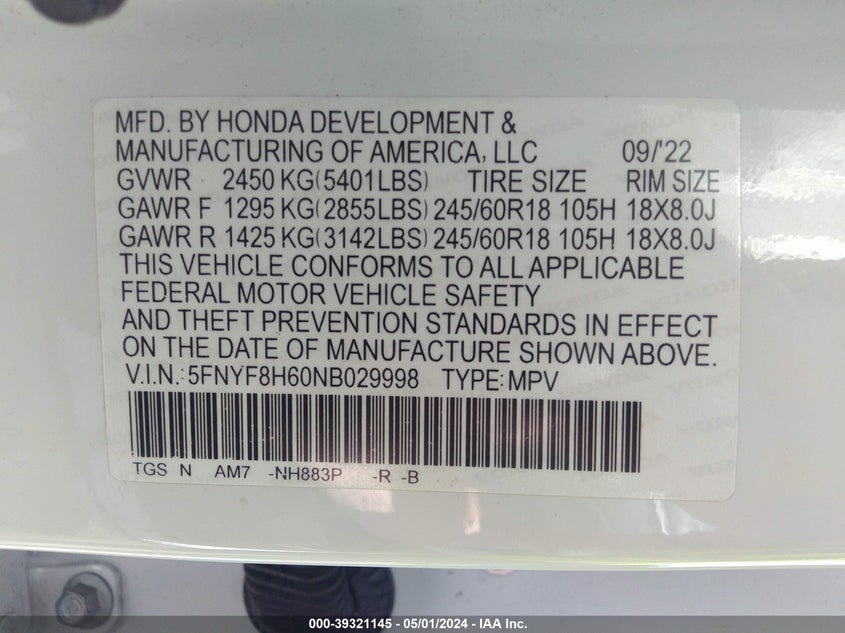 MFD. BY HONDA DEVELOPMENT &
MANUFACTURING OF AMERICA, LLC 09/'22
GVWR 2450 KG(5401LBS) TIRE SIZE RIM SIZE
GAWR F 1295 KG(2855LBS) 245/60R18 105H 18X8.0J
GAWR R 1425 KG(3142LBS) 245/60R18 105H 18X8.0J
THIS VEHICLE CONFORMS TO ALL APPLICABLE
FEDERAL MOTOR VEHICLE SAFETY
AND THEFT PREVENTION STANDARDS IN EFFECT
ON THE DATE OF MANUFACTURE SHOWN ABOVE.
V.I.N.:5FNYF8H60NB029998 TYPE:MPV
TGS N AM7 -NH883P -R -B
000-39321145 - 05/01/2024 - IAA Inc.